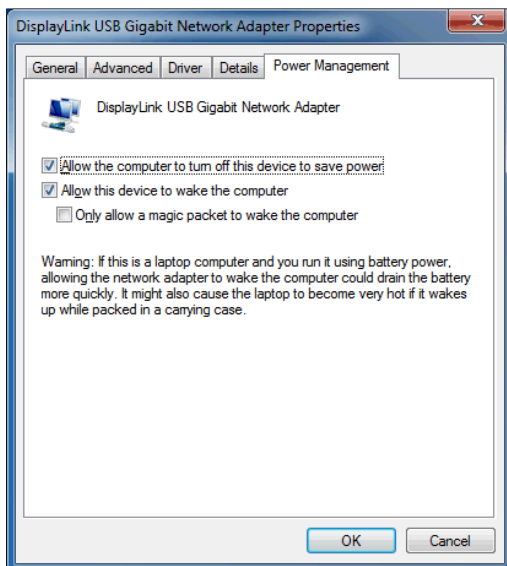 DisplayLink USB Gigabit Network Adapter Properties
General Advanced Driver Details Power Management
DisplayLink USB Gigabit Network Adapter
Allow the computer to turn off this device to save power
Allow this device to wake the computer
Only allow a magic packet to wake the computer
Warning: If this is a laptop computer and you run it using battery power,
allowing the network adapter to wake the computer could drain the battery
more quickly. It might also cause the laptop to become very hot if it wakes
up while packed in a carrying case.
OK Cancel